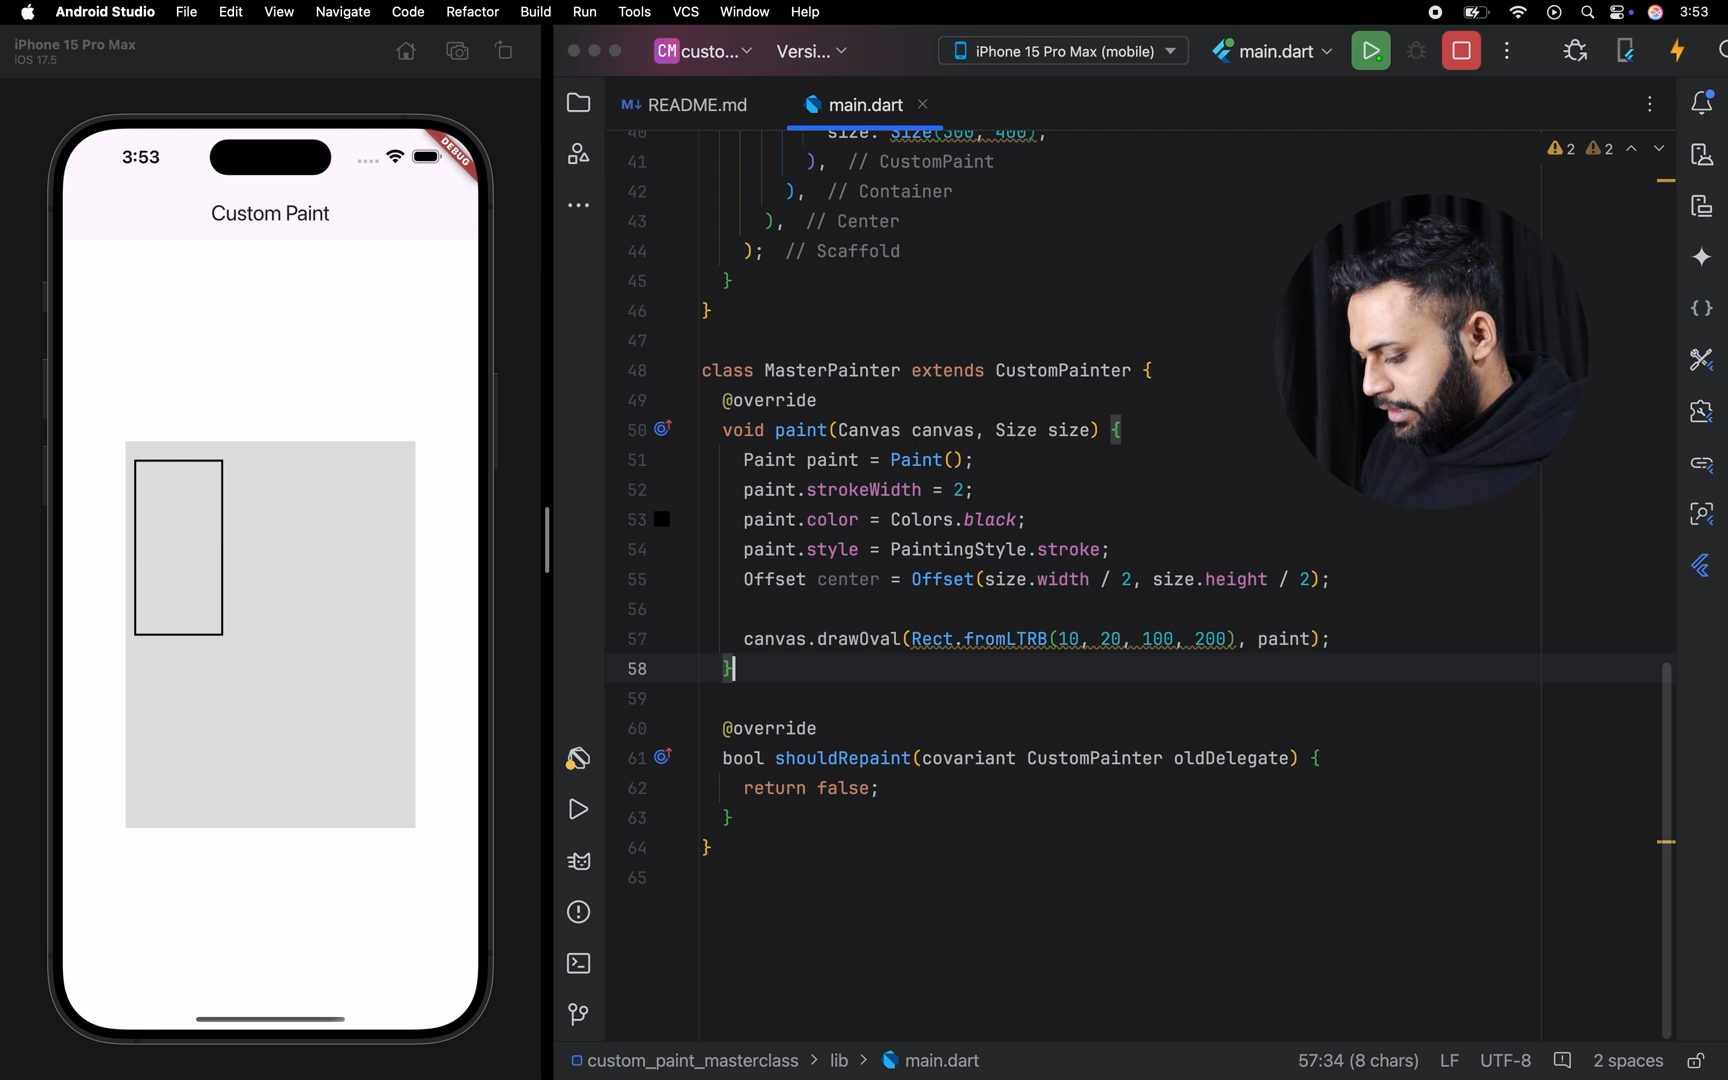 Android Studio File Edit View Navigate Code Refactor Build Run Tools VCS Window Help 3:53
iPhone 15 Pro Max
iOS 17.5
3:53
DEBUG
Custom Paint
CM custo... Versi... iPhone 15 Pro Max (mobile) main.dart
M↓ README.md main.dart
2 2
40 size: Size(300, 400),
41 ), // CustomPaint
42 ), // Container
43 ), // Center
44 ); // Scaffold
45 }
46 }
47
48 class MasterPainter extends CustomPainter {
49 @override
50 void paint(Canvas canvas, Size size) {
51 Paint paint = Paint();
52 paint.strokeWidth = 2;
53 paint.color = Colors.black;
54 paint.style = PaintingStyle.stroke;
55 Offset center = Offset(size.width / 2, size.height / 2);
56
57 canvas.drawOval(Rect.fromLTRB(10, 20, 100, 200), paint);
58 }
59
60 @override
61 bool shouldRepaint(covariant CustomPainter oldDelegate) {
62 return false;
63 }
64 }
65
custom_paint_masterclass > lib > main.dart 57:34 (8 chars) LF UTF-8 2 spaces